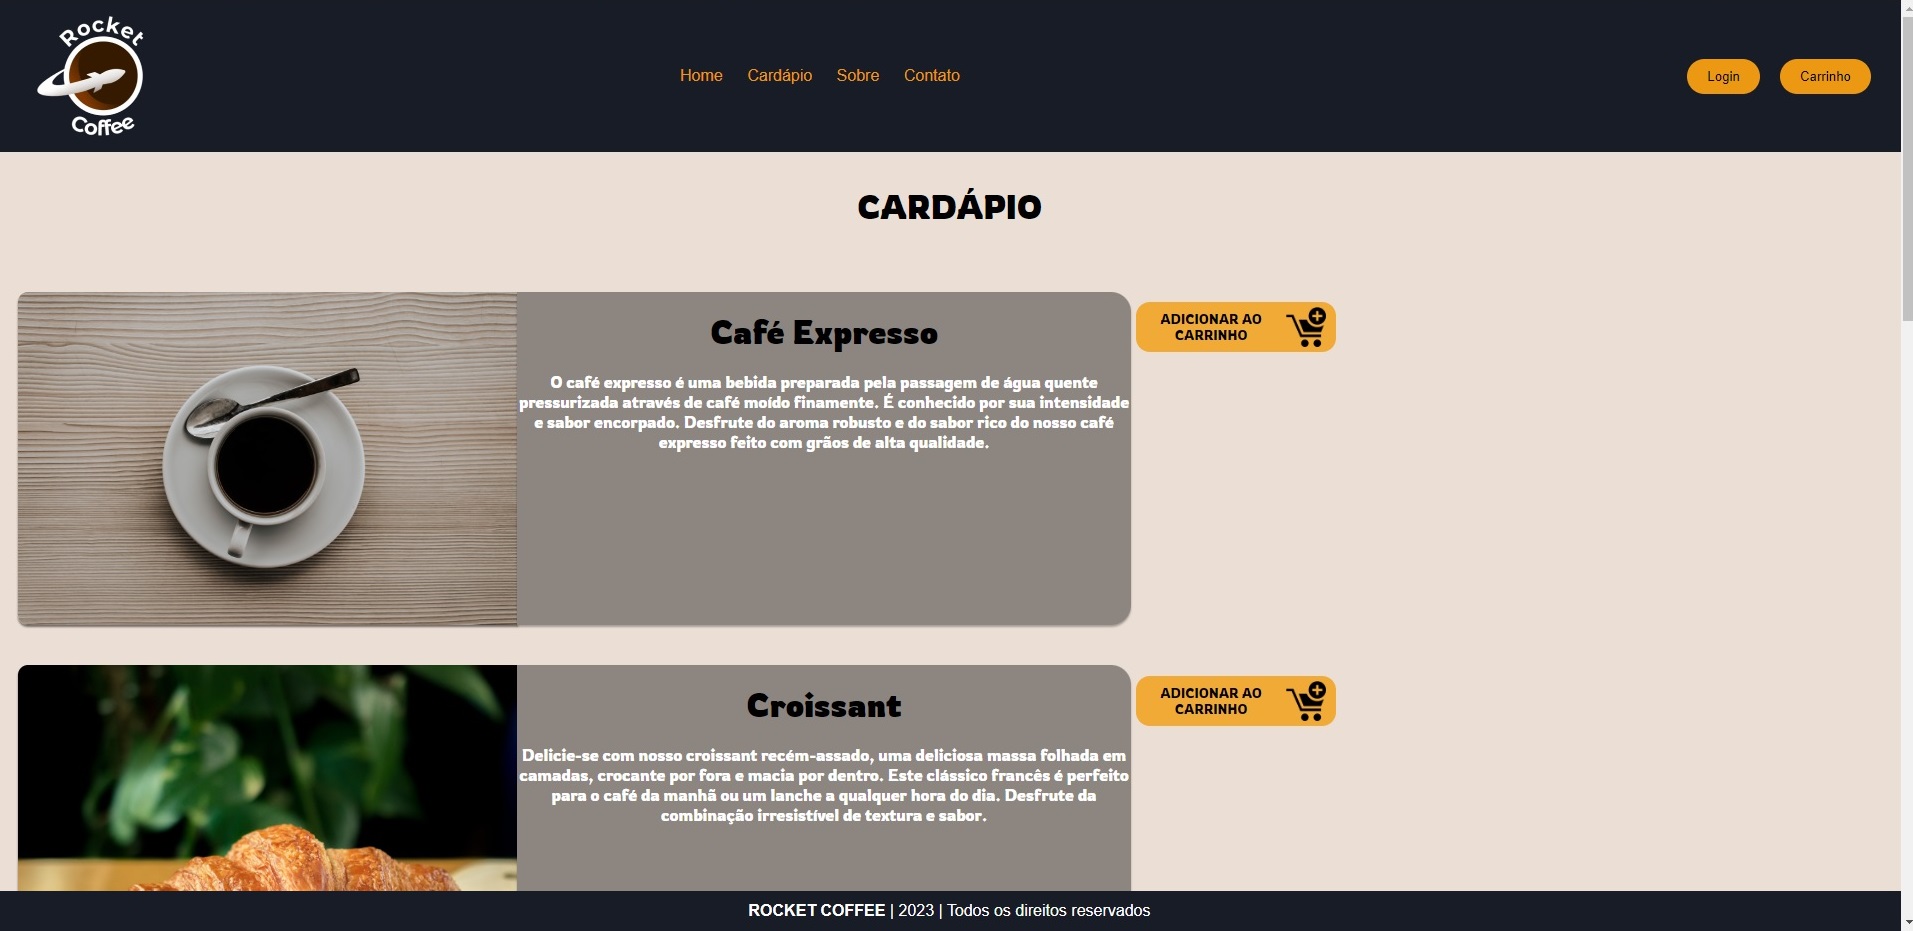 Rocket
Coffee
Home
Cardápio
Sobre
Contato
Login
Carrinho
CARDÁPIO
Café Expresso
O café expresso é uma bebida preparada pela passagem de água quente
pressurizada através de café moído finamente. É conhecido por sua intensidade
e sabor encorpado. Desfrute do aroma robusto e do sabor rico do nosso café
expresso feito com grãos de alta qualidade.
ADICIONAR AO
CARRINHO
Croissant
Delicie-se com nosso croissant recém-assado, uma deliciosa massa folhada em
camadas, crocante por fora e macia por dentro. Este clássico francês é perfeito
para o café da manhã ou um lanche a qualquer hora do dia. Desfrute da
combinação irresistível de textura e sabor.
ADICIONAR AO
CARRINHO
ROCKET COFFEE | 2023 | Todos os direitos reservados